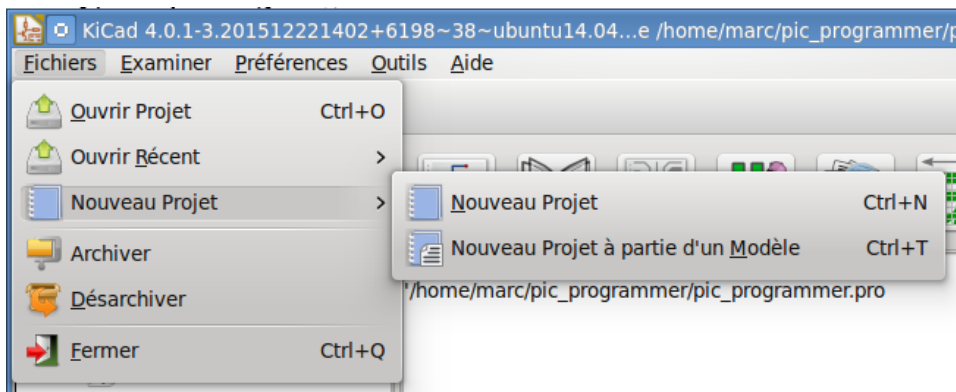 KiCad 4.0.1-3.201512221402+6198~38~ubuntu14.04...e /home/marc/pic_programmer/p
Fichiers Examiner Préférences Outils Aide
Ouvrir Projet Ctrl+O
Ouvrir Récent
Nouveau Projet
Nouveau Projet Ctrl+N
Nouveau Projet à partie d'un Modèle Ctrl+T
Archiver
Désarchiver
/home/marc/pic_programmer/pic_programmer.pro
Fermer Ctrl+Q